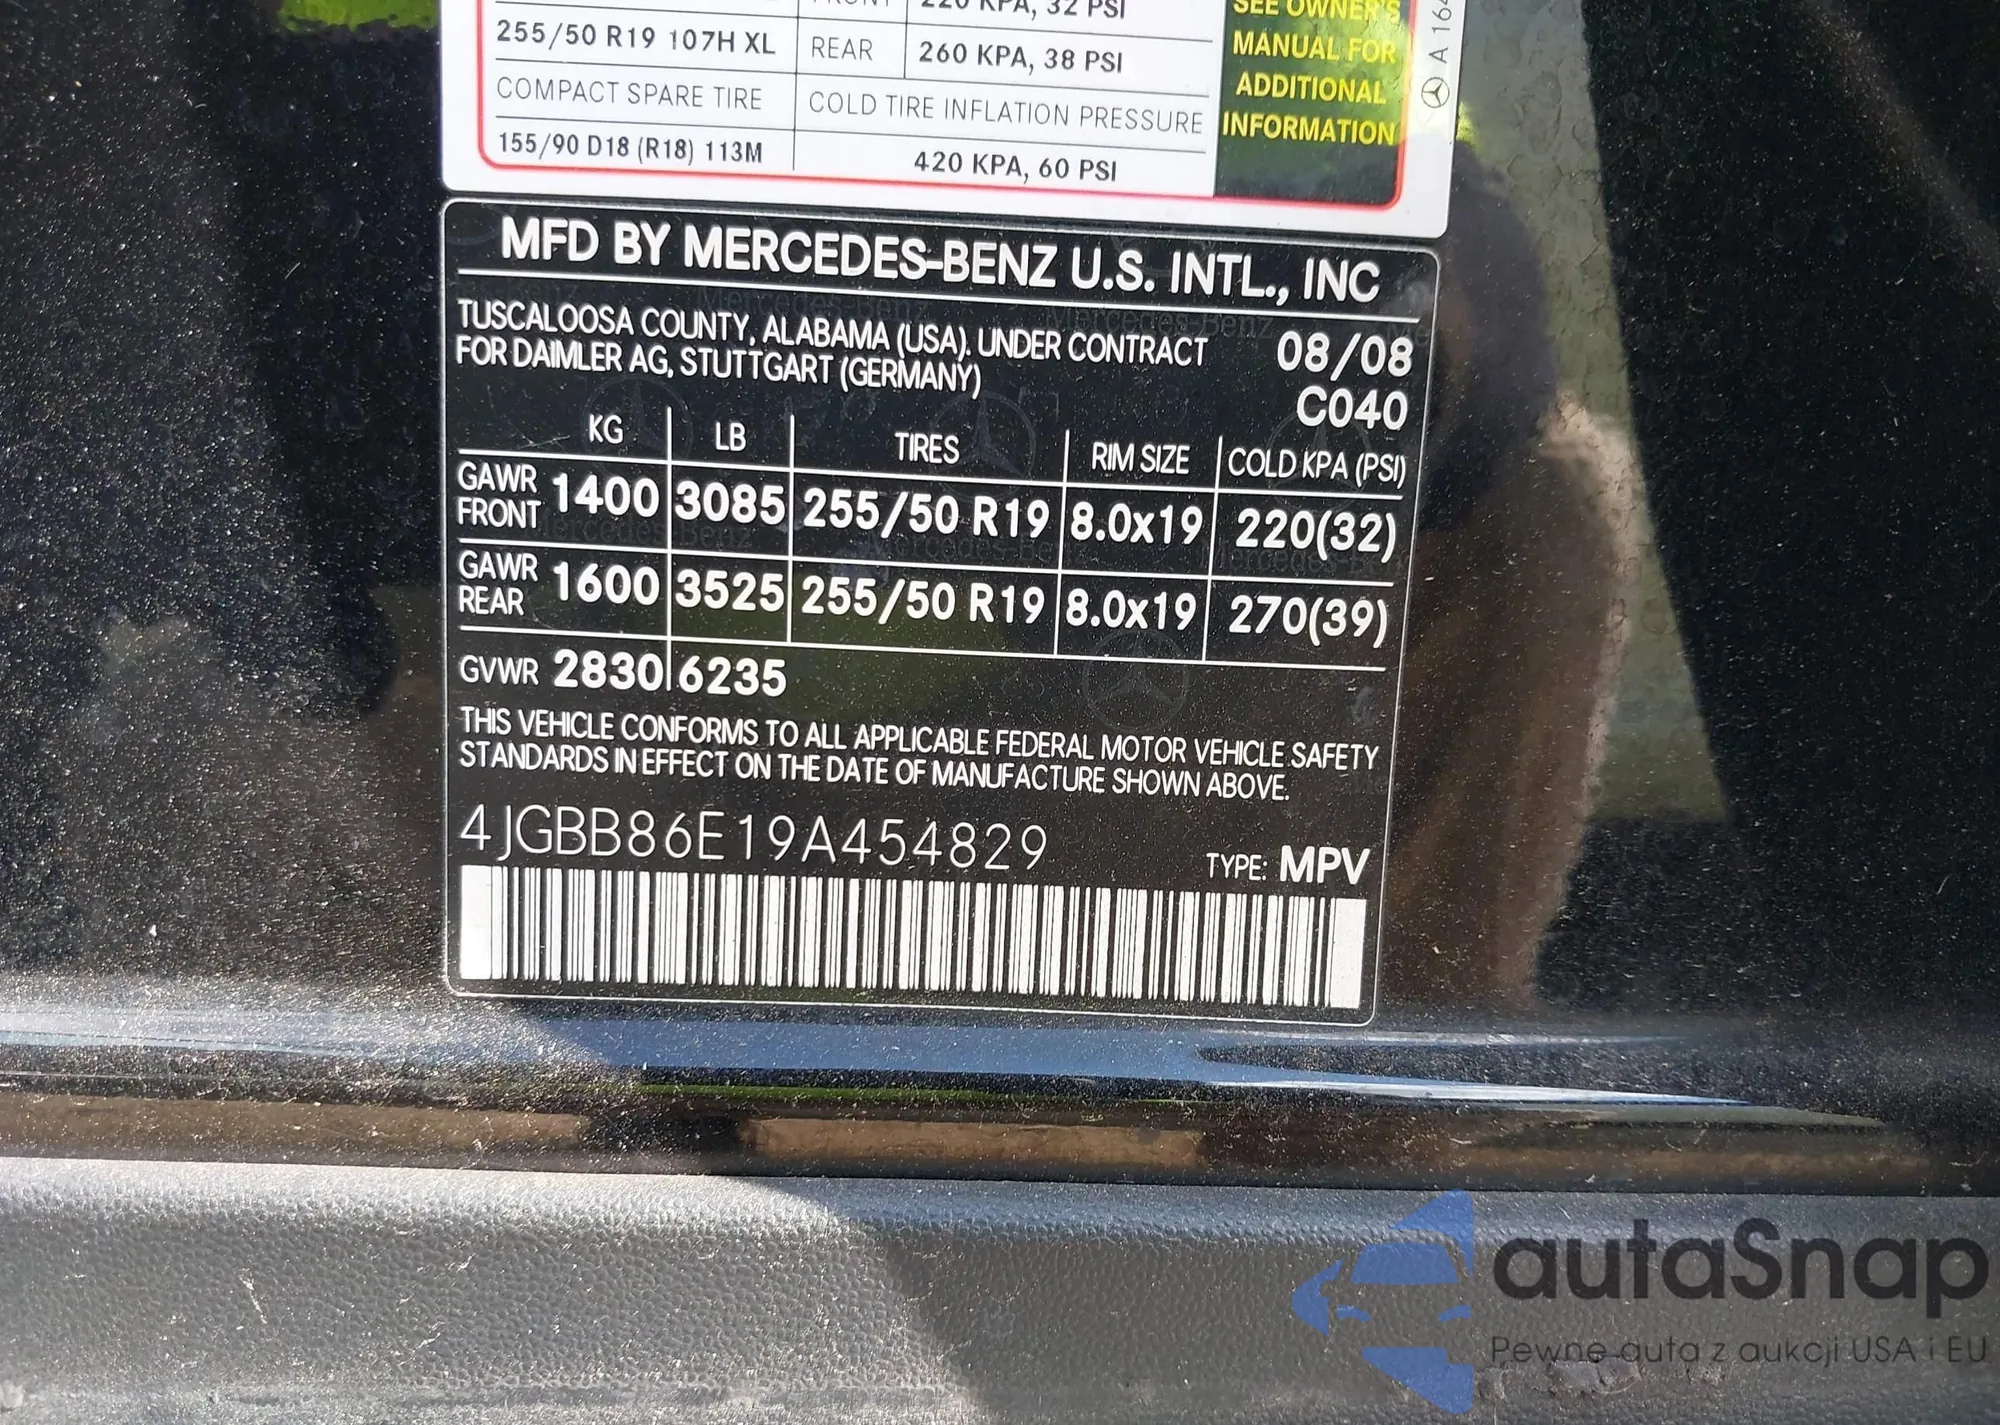 FRONT 220 KPA, 32 PSI
255/50 R19 107H XL REAR 260 KPA, 38 PSI
COMPACT SPARE TIRE COLD TIRE INFLATION PRESSURE
155/90 D18 (R18) 113M 420 KPA, 60 PSI
SEE OWNER'S
MANUAL FOR
ADDITIONAL
INFORMATION
A 164
MFD BY MERCEDES-BENZ U.S. INTL., INC
TUSCALOOSA COUNTY, ALABAMA (USA). UNDER CONTRACT
FOR DAIMLER AG, STUTTGART (GERMANY)
08/08
C040
KG LB TIRES RIM SIZE COLD KPA (PSI)
GAWR FRONT 1400 3085 255/50 R19 8.0x19 220(32)
GAWR REAR 1600 3525 255/50 R19 8.0x19 270(39)
GVWR 2830 6235
THIS VEHICLE CONFORMS TO ALL APPLICABLE FEDERAL MOTOR VEHICLE SAFETY
STANDARDS IN EFFECT ON THE DATE OF MANUFACTURE SHOWN ABOVE.
4JGBB86E19A454829
TYPE: MPV
autaSnap
Pewne auta z aukcji USA i EU